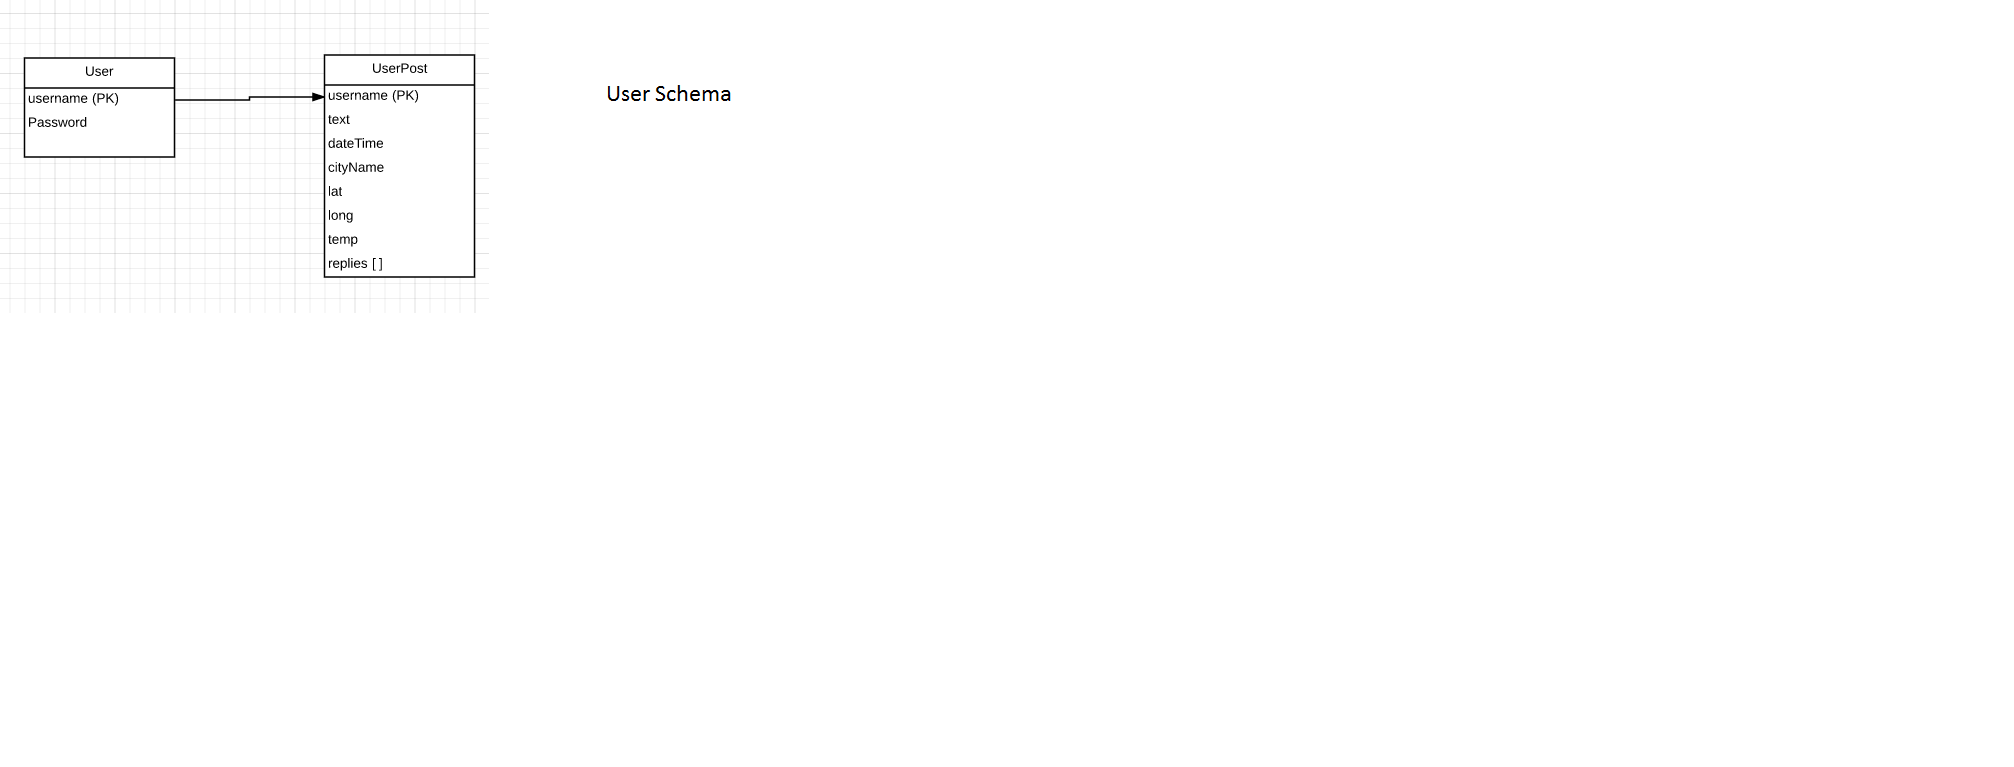 User
username (PK)
Password
UserPost
username (PK)
text
dateTime
cityName
lat
long
temp
replies [ ]
User Schema